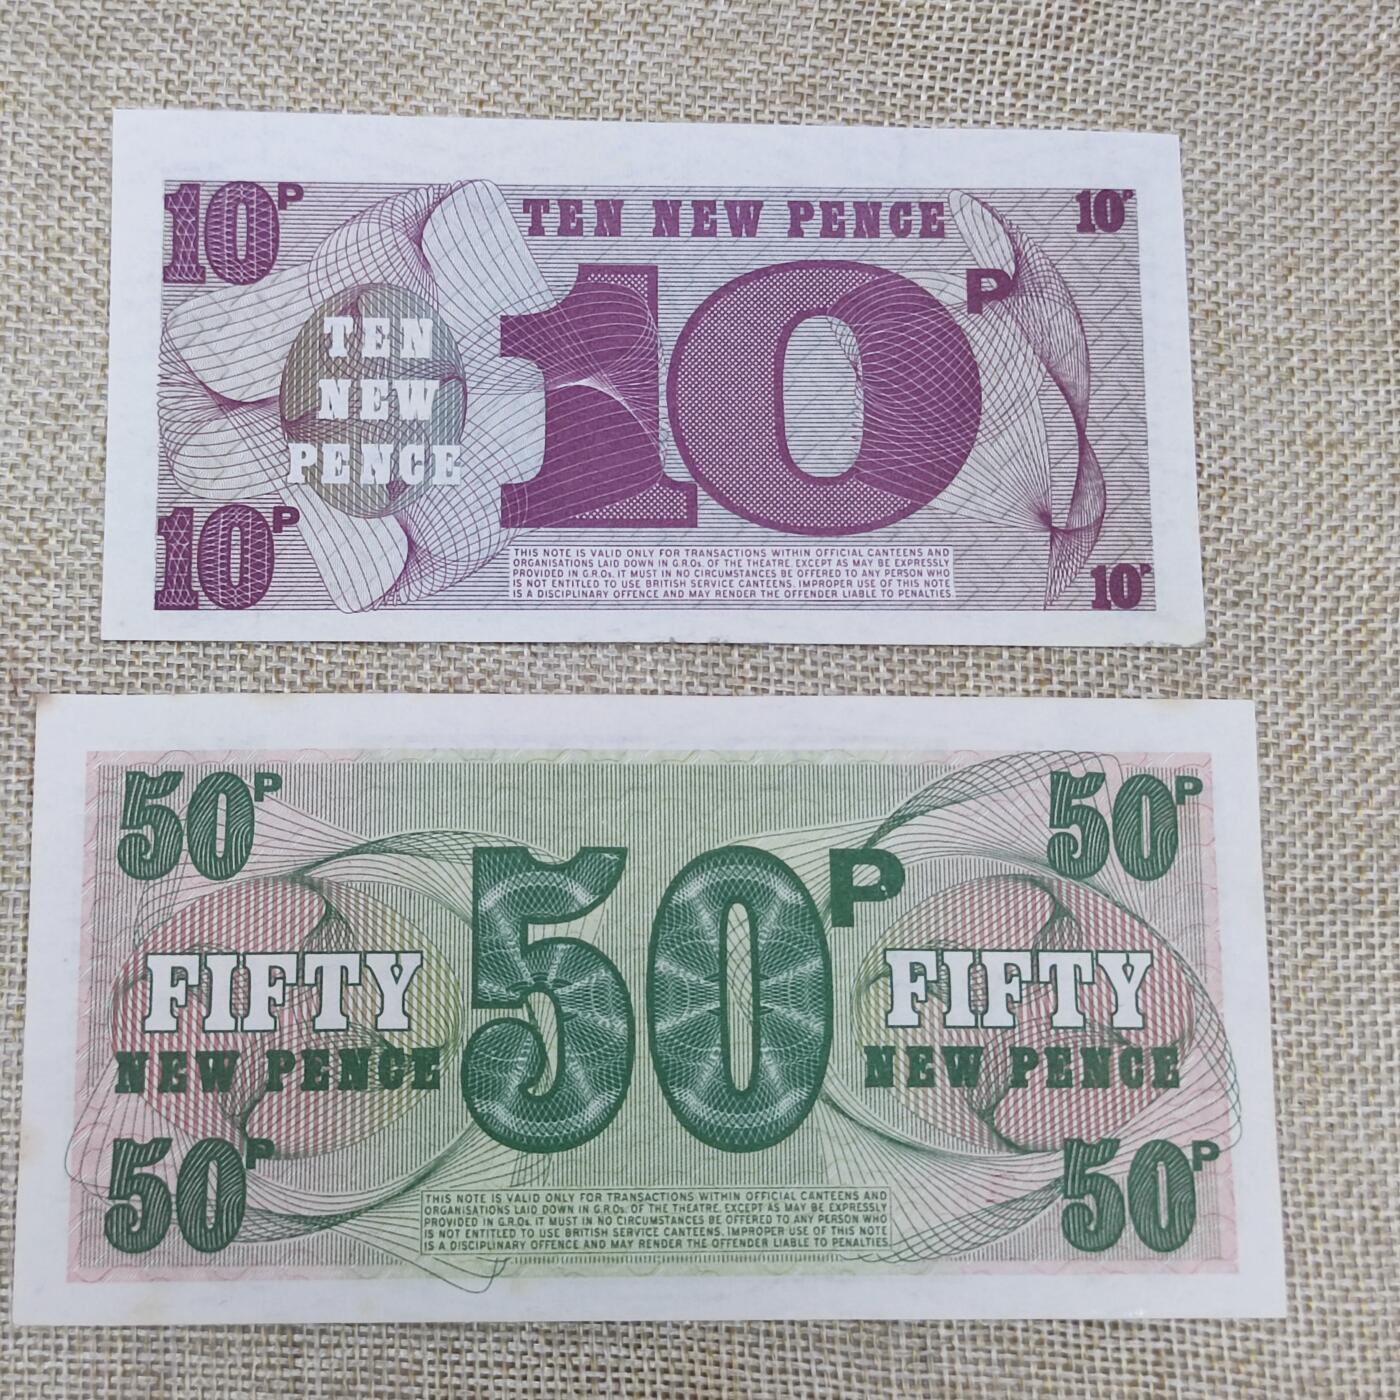 10P
TEN NEW PENCE
10P
10P
TEN
NEW
PENCE
10P
THIS NOTE IS VALID ONLY FOR TRANSACTIONS WITHIN OFFICIAL CANTEENS AND
ORGANISATIONS LAID DOWN IN G.R.Os. OF THE THEATRE. EXCEPT AS MAY BE EXPRESSLY
PROVIDED IN G.R.Os. IT MUST IN NO CIRCUMSTANCES BE OFFERED TO ANY PERSON WHO
IS NOT ENTITLED TO USE BRITISH SERVICE CANTEENS. IMPROPER USE OF THIS NOTE
IS A DISCIPLINARY OFFENCE AND MAY RENDER THE OFFENDER LIABLE TO PENALTIES
10P
50P
50P
50P
FIFTY
NEW PENCE
FIFTY
NEW PENCE
50P
THIS NOTE IS VALID ONLY FOR TRANSACTIONS WITHIN OFFICIAL CANTEENS AND
ORGANISATIONS LAID DOWN IN G.R.Os. OF THE THEATRE. EXCEPT AS MAY BE EXPRESSLY
PROVIDED IN G.R.Os. IT MUST IN NO CIRCUMSTANCES BE OFFERED TO ANY PERSON WHO
IS NOT ENTITLED TO USE BRITISH SERVICE CANTEENS. IMPROPER USE OF THIS NOTE
IS A DISCIPLINARY OFFENCE AND MAY RENDER THE OFFENDER LIABLE TO PENALTIES
50P